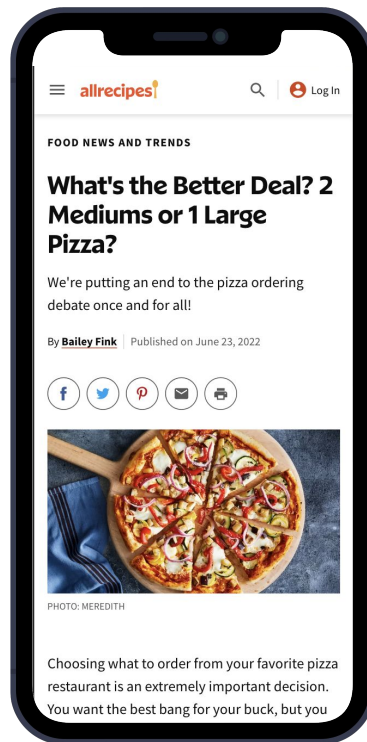 allrecipes
Log In
FOOD NEWS AND TRENDS
What's the Better Deal? 2
Mediums or 1 Large
Pizza?
We're putting an end to the pizza ordering
debate once and for all!
By Bailey Fink Published on June 23, 2022
PHOTO: MEREDITH
Choosing what to order from your favorite pizza
restaurant is an extremely important decision.
You want the best bang for your buck, but you